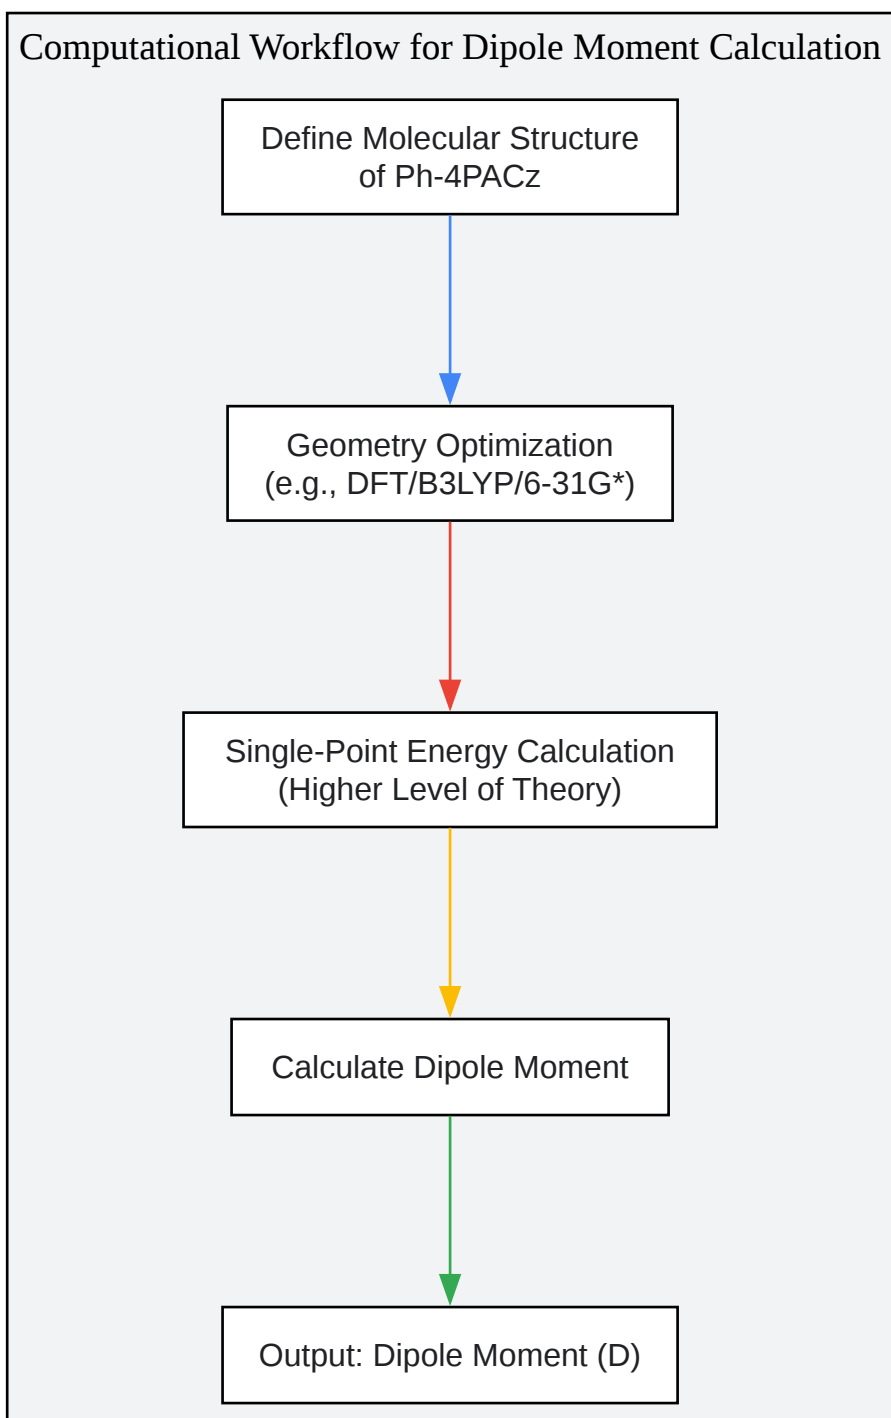 Computational Workflow for Dipole Moment Calculation
Define Molecular Structure
of Ph-4PACz
Geometry Optimization
(e.g., DFT/B3LYP/6-31G*)
Single-Point Energy Calculation
(Higher Level of Theory)
Calculate Dipole Moment
Output: Dipole Moment (D)